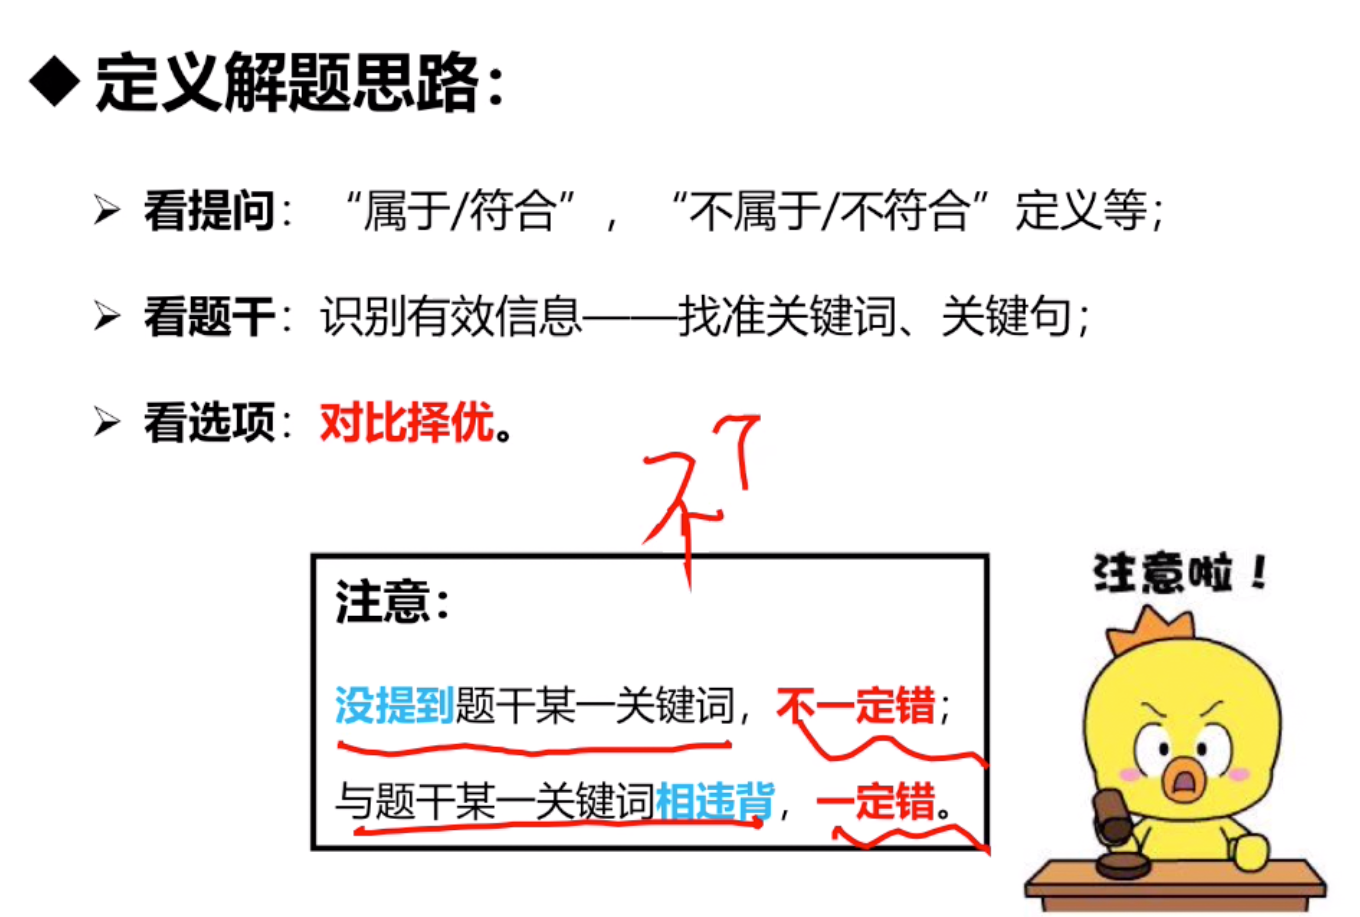 ◆ 定义解题思路：
➢ 看提问：“属于/符合”，“不属于/不符合”定义等；
➢ 看题干：识别有效信息——找准关键词、关键句；
➢ 看选项：对比择优。
不
注意：
没提到题干某一关键词，不一定错；
与题干某一关键词相违背，一定错。
注意啦！